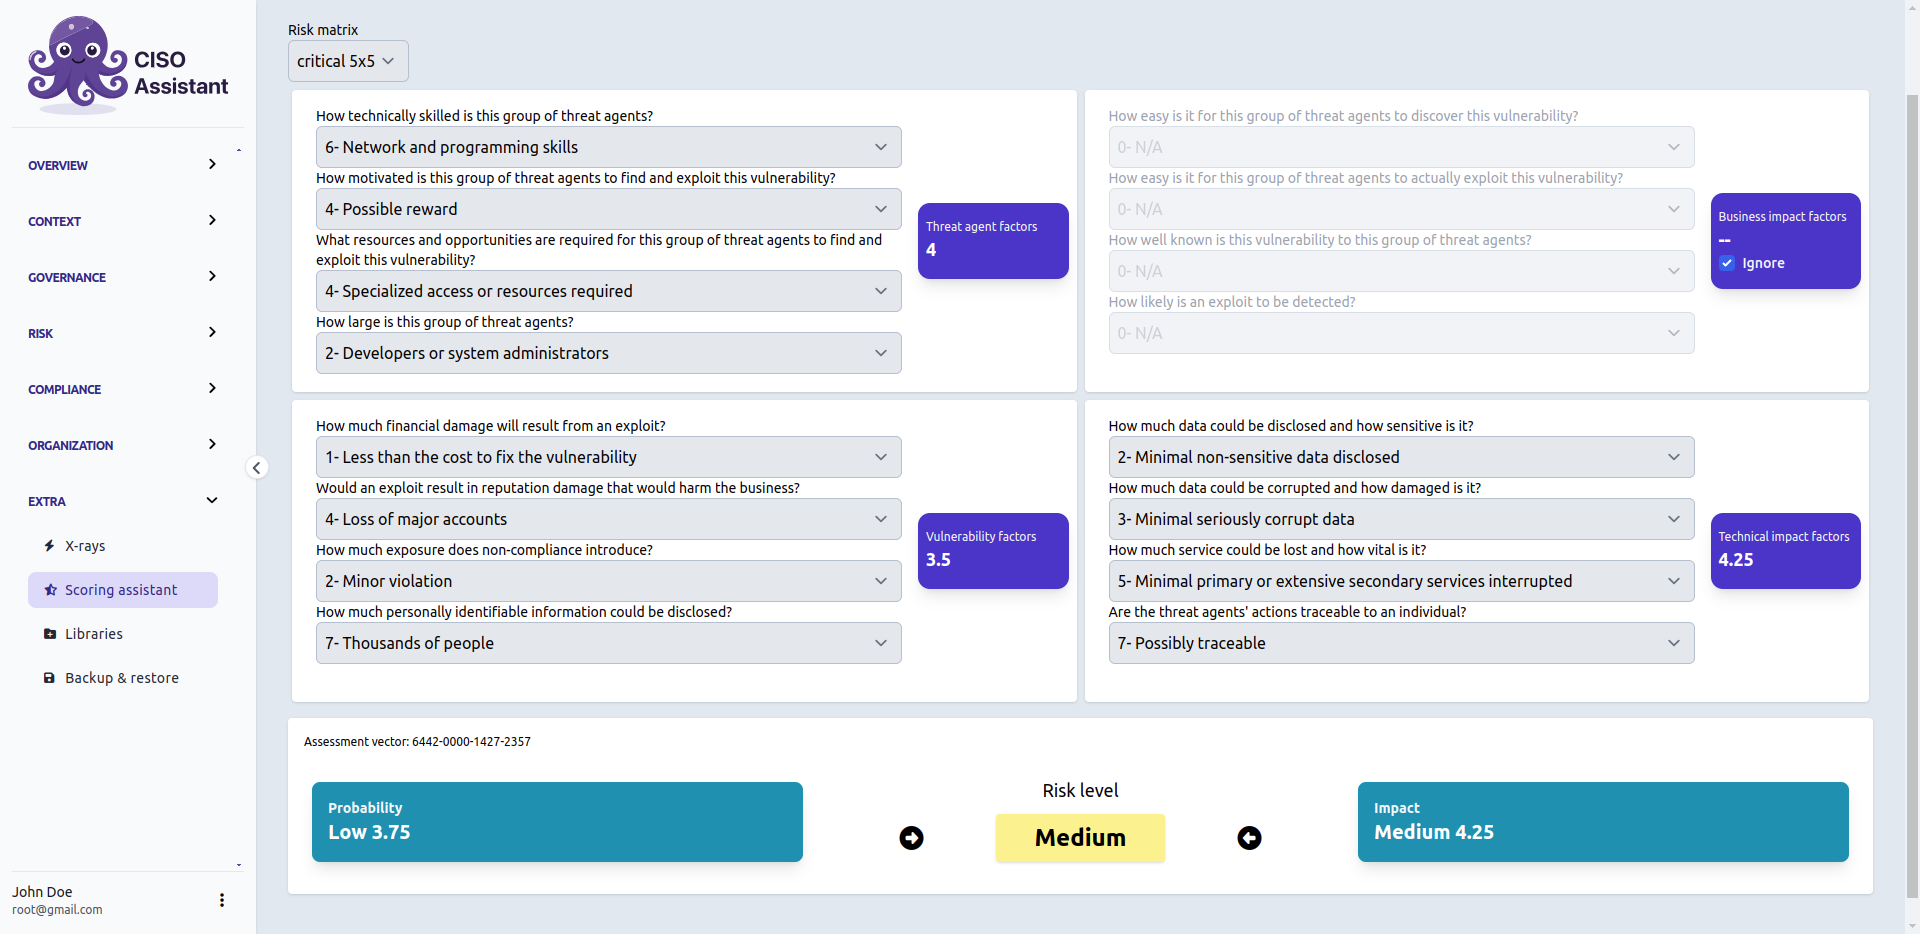 CISO
Assistant
OVERVIEW
CONTEXT
GOVERNANCE
RISK
COMPLIANCE
ORGANIZATION
EXTRA
X-rays
Scoring assistant
Libraries
Backup & restore
John Doe
root@gmail.com
Risk matrix
critical 5x5
How technically skilled is this group of threat agents?
6- Network and programming skills
How motivated is this group of threat agents to find and exploit this vulnerability?
4- Possible reward
What resources and opportunities are required for this group of threat agents to find and
exploit this vulnerability?
4- Specialized access or resources required
How large is this group of threat agents?
2- Developers or system administrators
Threat agent factors
4
How easy is it for this group of threat agents to discover this vulnerability?
0- N/A
How easy is it for this group of threat agents to actually exploit this vulnerability?
0- N/A
How well known is this vulnerability to this group of threat agents?
0- N/A
How likely is an exploit to be detected?
0- N/A
Business impact factors
--
Ignore
How much financial damage will result from an exploit?
1- Less than the cost to fix the vulnerability
Would an exploit result in reputation damage that would harm the business?
4- Loss of major accounts
How much exposure does non-compliance introduce?
2- Minor violation
How much personally identifiable information could be disclosed?
7- Thousands of people
Vulnerability factors
3.5
How much data could be disclosed and how sensitive is it?
2- Minimal non-sensitive data disclosed
How much data could be corrupted and how damaged is it?
3- Minimal seriously corrupt data
How much service could be lost and how vital is it?
5- Minimal primary or extensive secondary services interrupted
Are the threat agents' actions traceable to an individual?
7- Possibly traceable
Technical impact factors
4.25
Assessment vector: 6442-0000-1427-2357
Probability
Low 3.75
Risk level
Medium
Impact
Medium 4.25